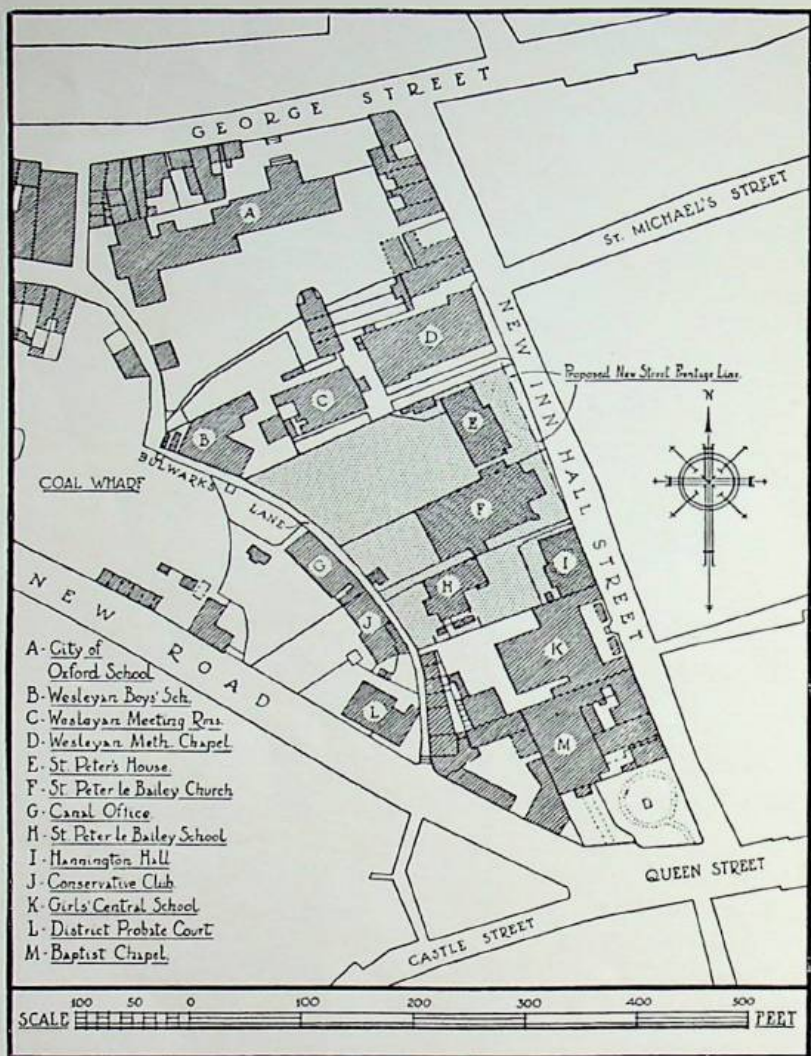 GEORGE STREET
ST. MICHAEL'S STREET
A
NEW INN HALL STREET
D
Proposed New Street Frontage Line.
C
E
N
B
BULWARKS LANE
COAL WHARF
F
G
I
H
NEW ROAD
J
K
L
M
D
A - City of
Oxford School
B - Wesleyan Boys' Sch.
C - Wesleyan Meeting Rms.
D - Wesleyan Meth. Chapel.
E - St. Peter's House.
F - St. Peter le Bailey Church
G - Canal Office.
H - St Peter le Bailey School
I - Hannington Hall
J - Conservative Club.
K - Girls' Central School
L - District Probate Court
M - Baptist Chapel.
QUEEN STREET
CASTLE STREET
100 50 0 100 200 300 400 500
SCALE FEET